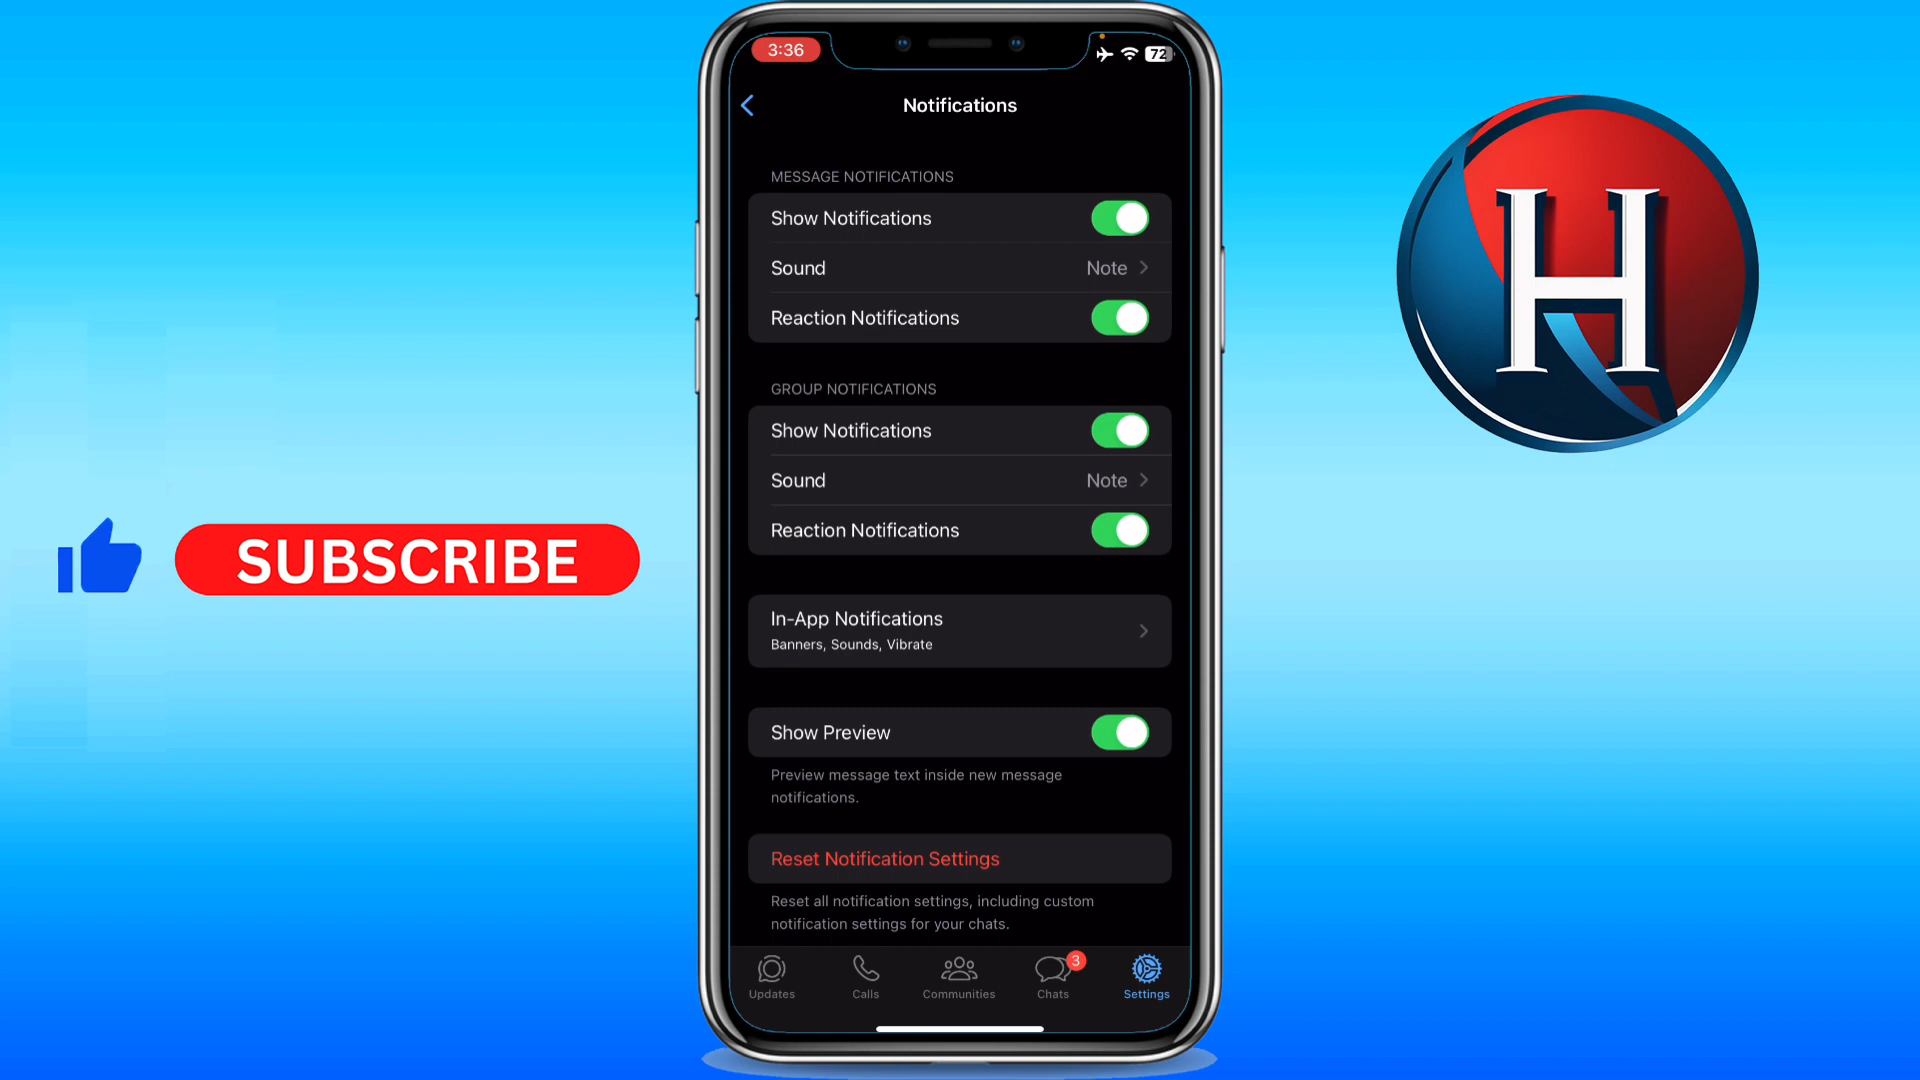 3:36
72
Notifications
MESSAGE NOTIFICATIONS
Show Notifications
Sound Note
Reaction Notifications
GROUP NOTIFICATIONS
Show Notifications
Sound Note
Reaction Notifications
In-App Notifications
Banners, Sounds, Vibrate
Show Preview
Preview message text inside new message
notifications.
Reset Notification Settings
Reset all notification settings, including custom
notification settings for your chats.
3
Updates Calls Communities Chats Settings
SUBSCRIBE
H